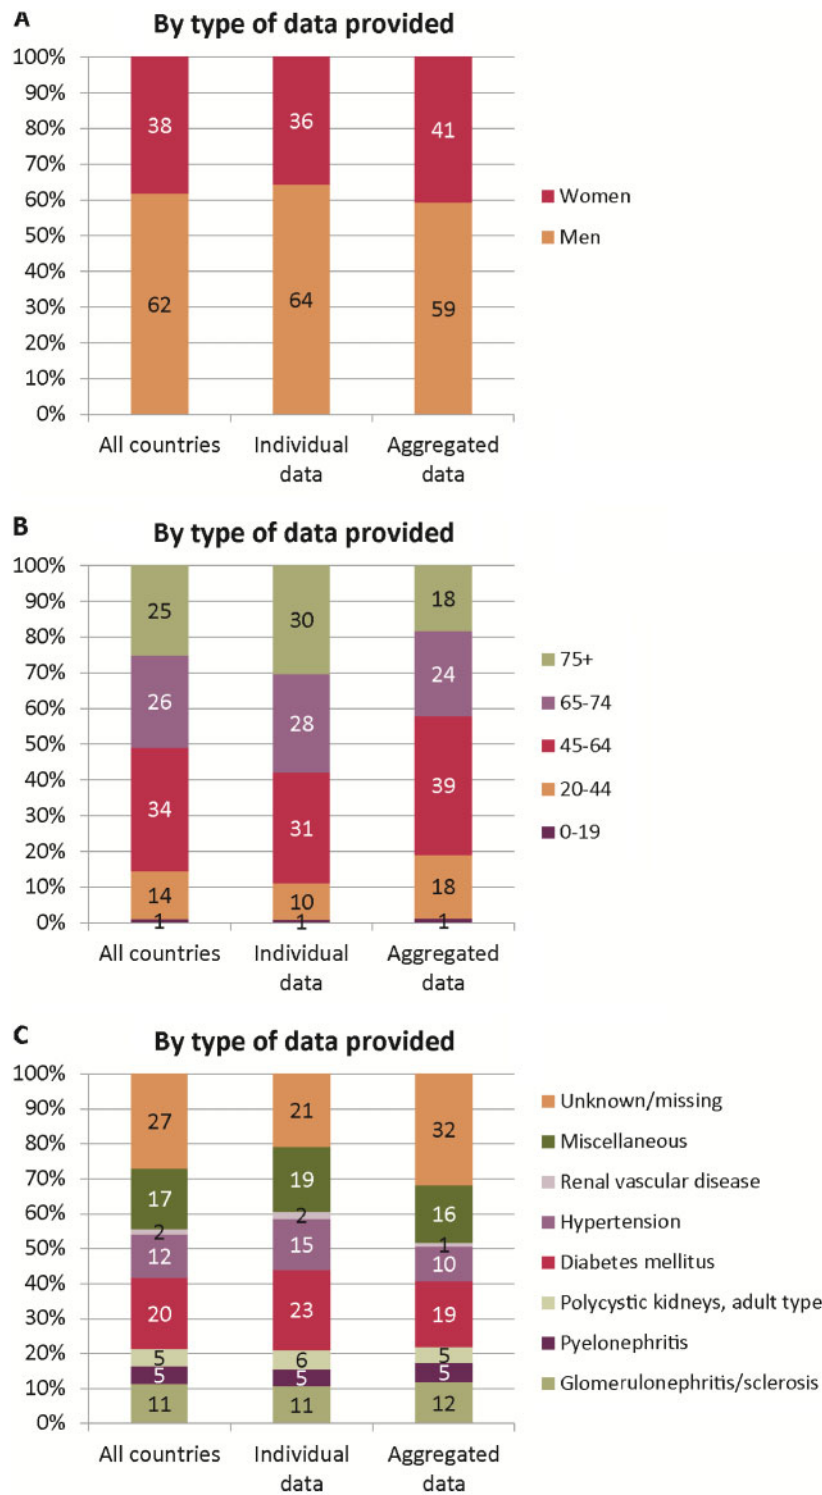 A
By type of data provided
100%
90%
80%
70%
60%
50%
40%
30%
20%
10%
0%
38
36
41
62
64
59
All countries
Individual
data
Aggregated
data
Women
Men
B
By type of data provided
100%
90%
80%
70%
60%
50%
40%
30%
20%
10%
0%
25
30
18
26
28
24
34
31
39
14
10
18
1
1
1
All countries
Individual
data
Aggregated
data
75+
65-74
45-64
20-44
0-19
C
By type of data provided
100%
90%
80%
70%
60%
50%
40%
30%
20%
10%
0%
27
21
32
17
19
16
2
2
1
12
15
10
20
23
19
5
6
5
5
5
5
11
11
12
All countries
Individual
data
Aggregated
data
Unknown/missing
Miscellaneous
Renal vascular disease
Hypertension
Diabetes mellitus
Polycystic kidneys, adult type
Pyelonephritis
Glomerulonephritis/sclerosis